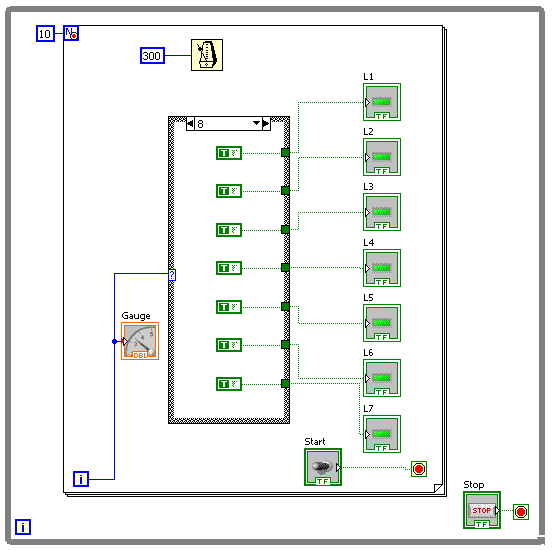 10
N
300
L1
TF
8
L2
T F
TF
T F
L3
T F
TF
L4
T F
TF
?
L5
T F
TF
Gauge
DBL
L6
T F
TF
T F
L7
TF
Start
TF
i
Stop
STOP
TF
i